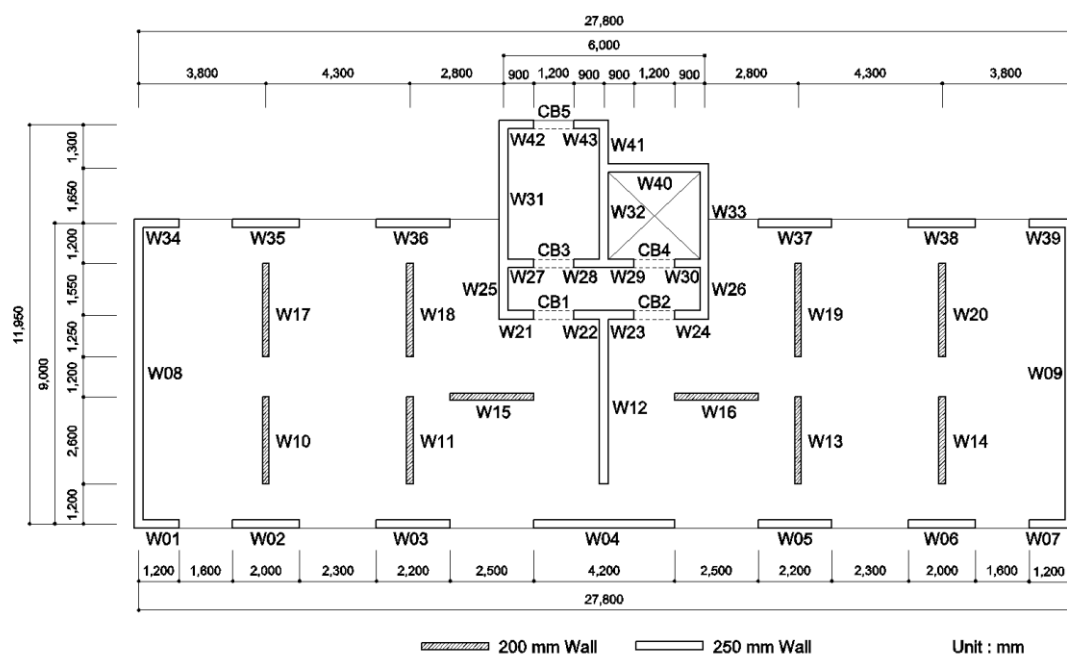 27,800
6,000
3,800 4,300 2,800 900 1,200 900 900 1,200 900 2,800 4,300 3,800
CB5
W42 W43 W41
1,300
W40
1,650
W31 W32 W33
W34 W35 W36 W37 W38 W39
1,200
CB3 CB4
W27 W28 W29 W30
W25 W26
1,550
W17 W18 CB1 CB2 W19 W20
W21 W22 W23 W24
11,950
1,250
9,000
W08 W09
1,200
W15 W12 W16
W10 W11 W13 W14
2,600
1,200
W01 W02 W03 W04 W05 W06 W07
1,200 1,600 2,000 2,300 2,200 2,500 4,200 2,500 2,200 2,300 2,000 1,600 1,200
27,800
200 mm Wall 250 mm Wall Unit : mm